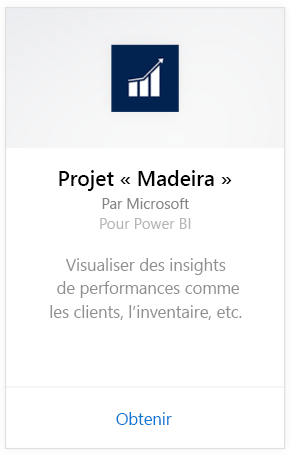 Projet « Madeira »
Par Microsoft
Pour Power BI
Visualiser des insights
de performances comme
les clients, l’inventaire, etc.
Obtenir